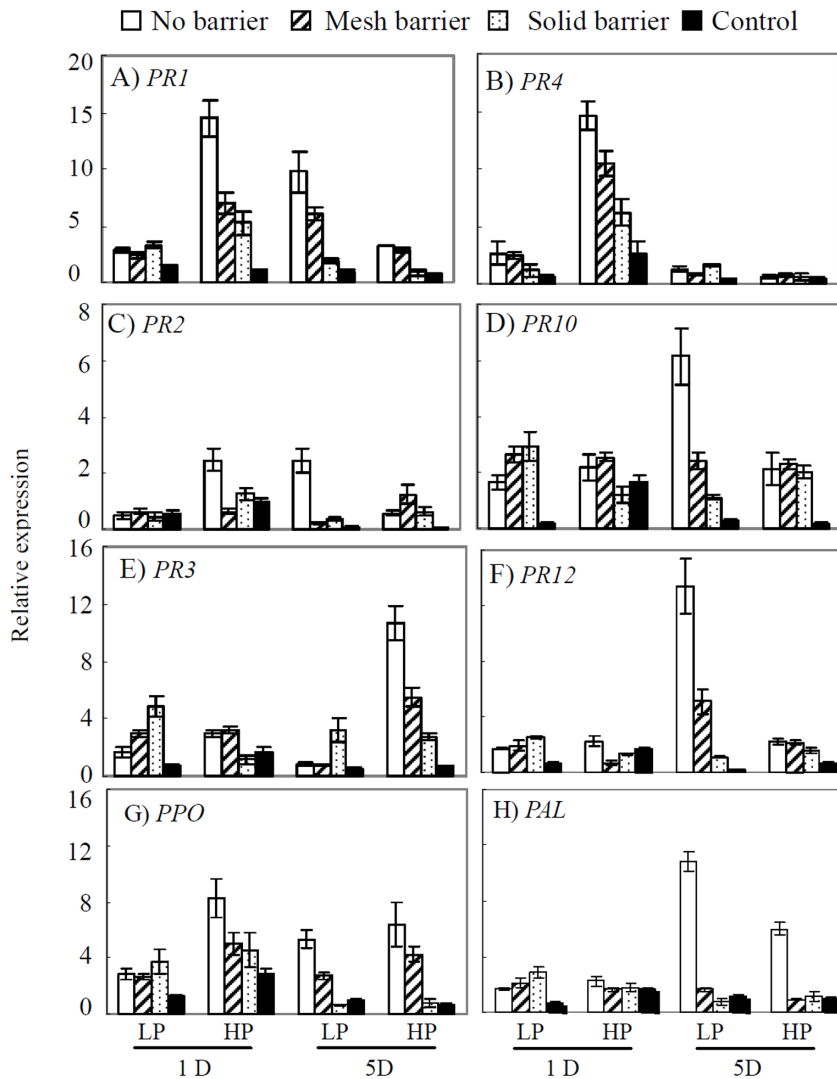 No barrier Mesh barrier Solid barrier Control
A) PR1
B) PR4
20
15
10
5
0
C) PR2
D) PR10
8
6
4
2
0
E) PR3
F) PR12
16
12
8
4
0
G) PPO
H) PAL
16
12
8
4
0
Relative expression
LP HP LP HP LP HP LP HP
1 D 5D 1 D 5D